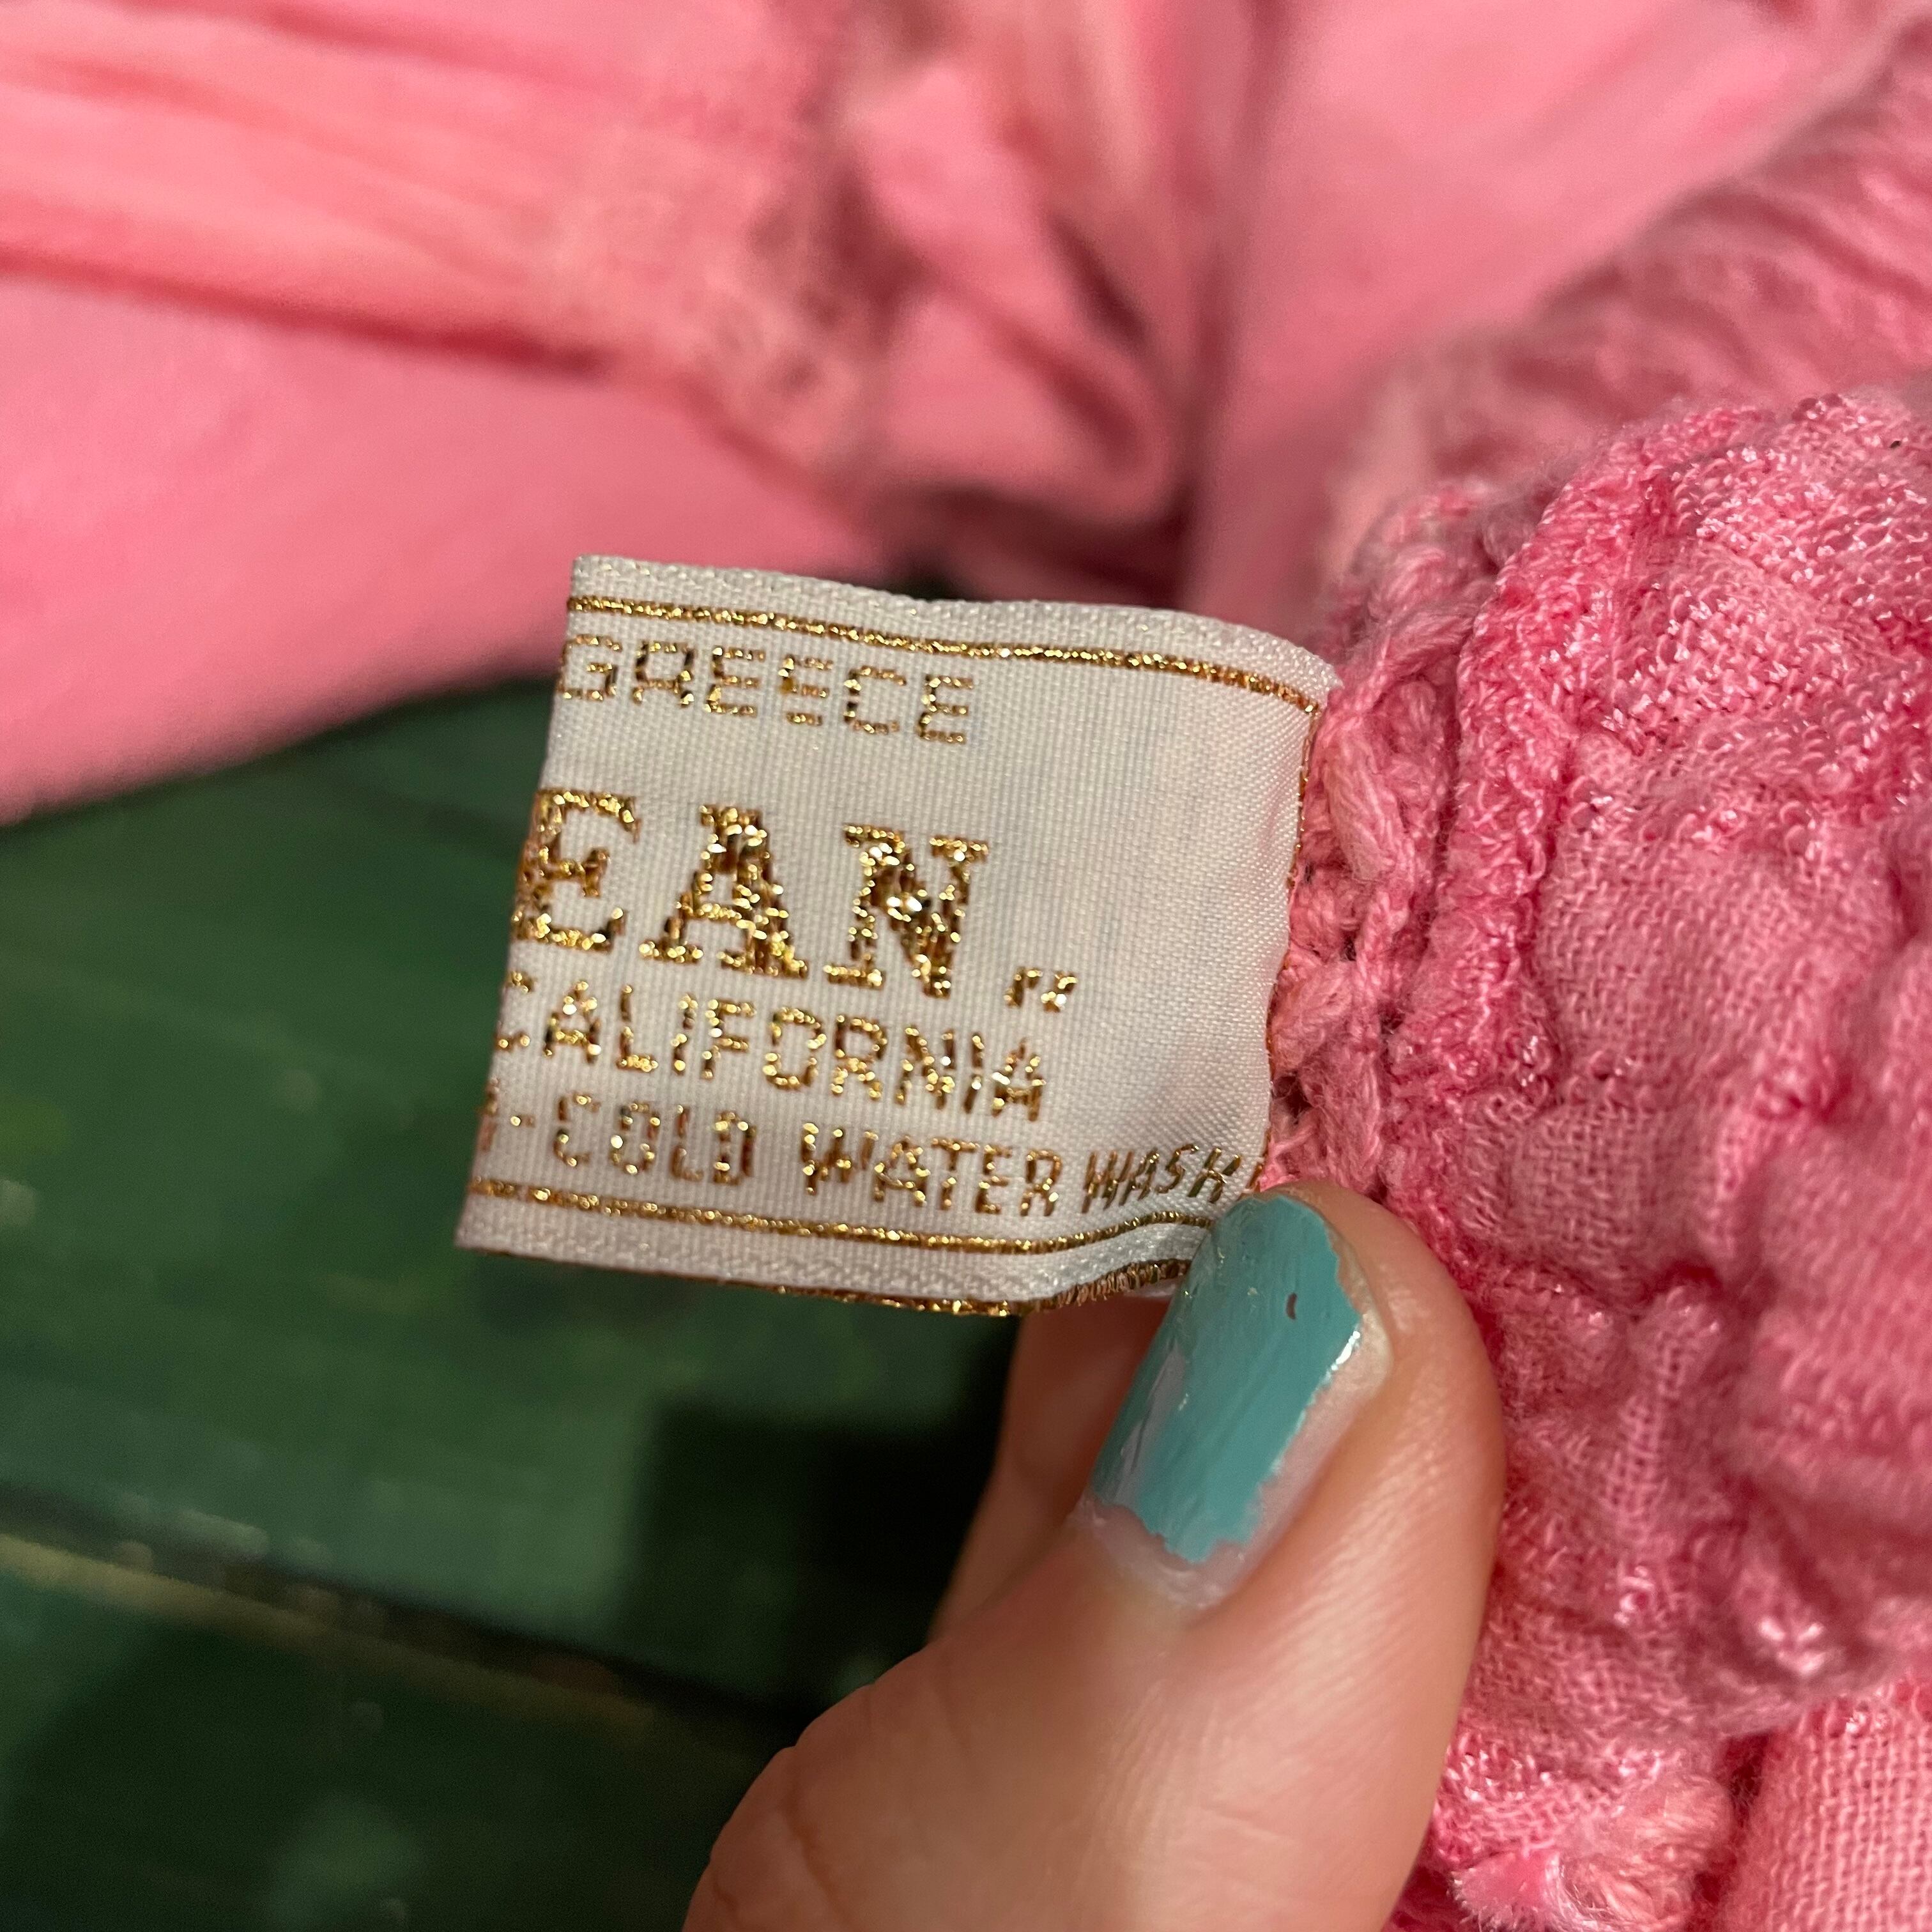 GREECE
EAN„
CALIFORNIA
-COLD WATER WASH